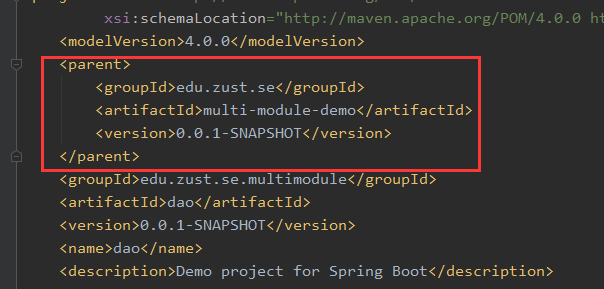 xsi:schemaLocation="http://maven.apache.org/POM/4.0.0 ht
<modelVersion>4.0.0</modelVersion>
<parent>
<groupId>edu.zust.se</groupId>
<artifactId>multi-module-demo</artifactId>
<version>0.0.1-SNAPSHOT</version>
</parent>
<groupId>edu.zust.se.multimodule</groupId>
<artifactId>dao</artifactId>
<version>0.0.1-SNAPSHOT</version>
<name>dao</name>
<description>Demo project for Spring Boot</description>